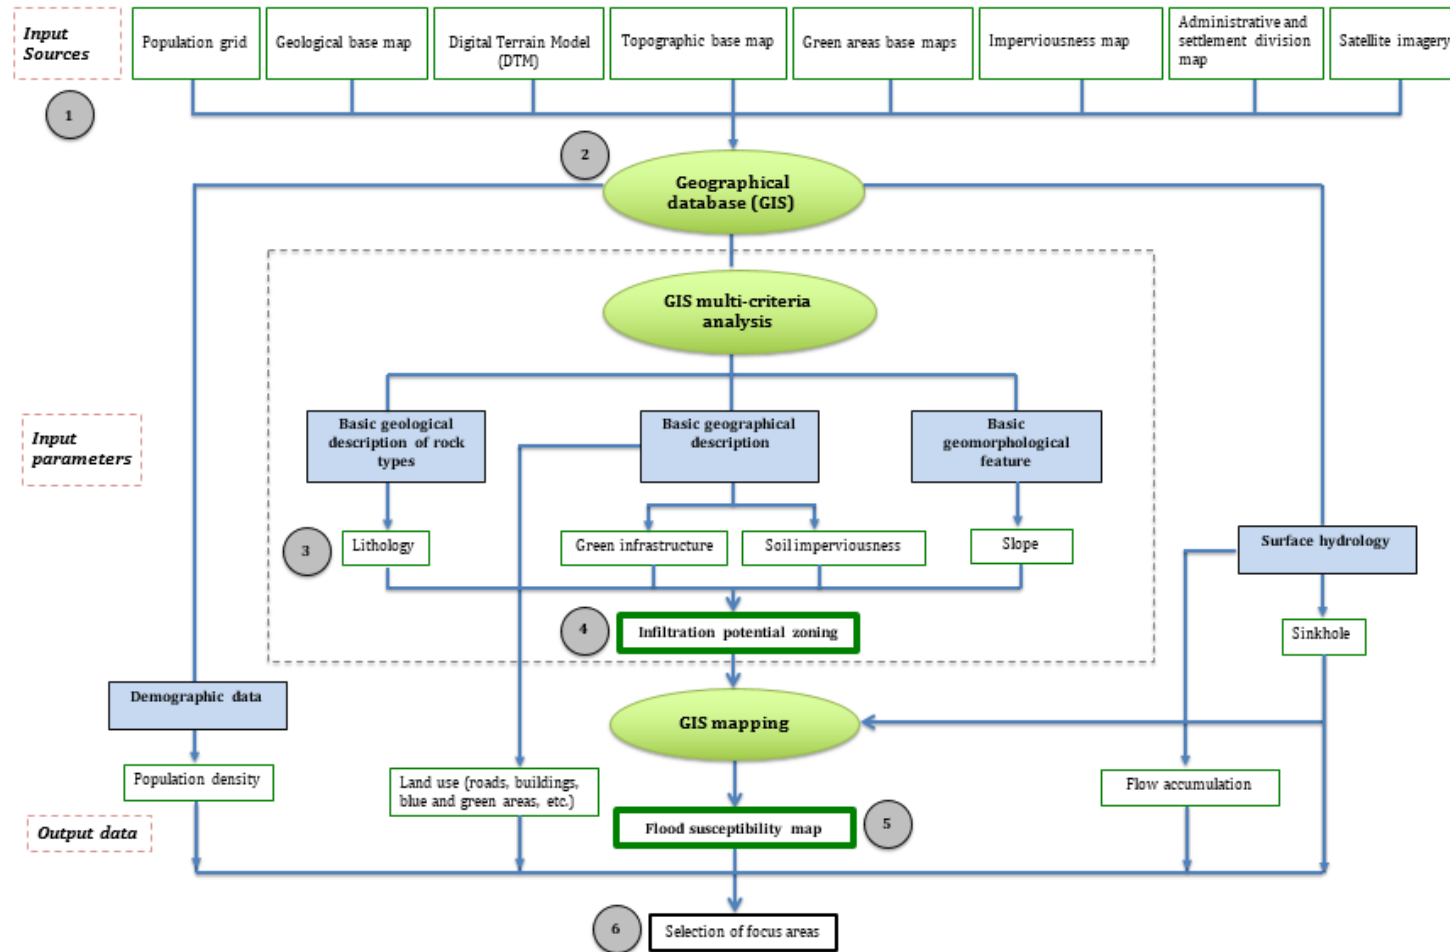 Input
Sources
Population grid
Geological base map
Digital Terrain Model
(DTM)
Topographic base map
Green areas base maps
Imperviousness map
Administrative and
settlement division
map
Satellite imagery
1
2
Geographical
database (GIS)
GIS multi-criteria
analysis
Input
parameters
Basic geological
description of rock
types
Basic geographical
description
Basic
geomorphological
feature
3
Lithology
Green infrastructure
Soil imperviousness
Slope
Surface hydrology
4
Infiltration potential zoning
Sinkhole
Demographic data
GIS mapping
Population density
Land use (roads, buildings,
blue and green areas, etc.)
Flow accumulation
Output data
Flood susceptibility map
5
6
Selection of focus areas